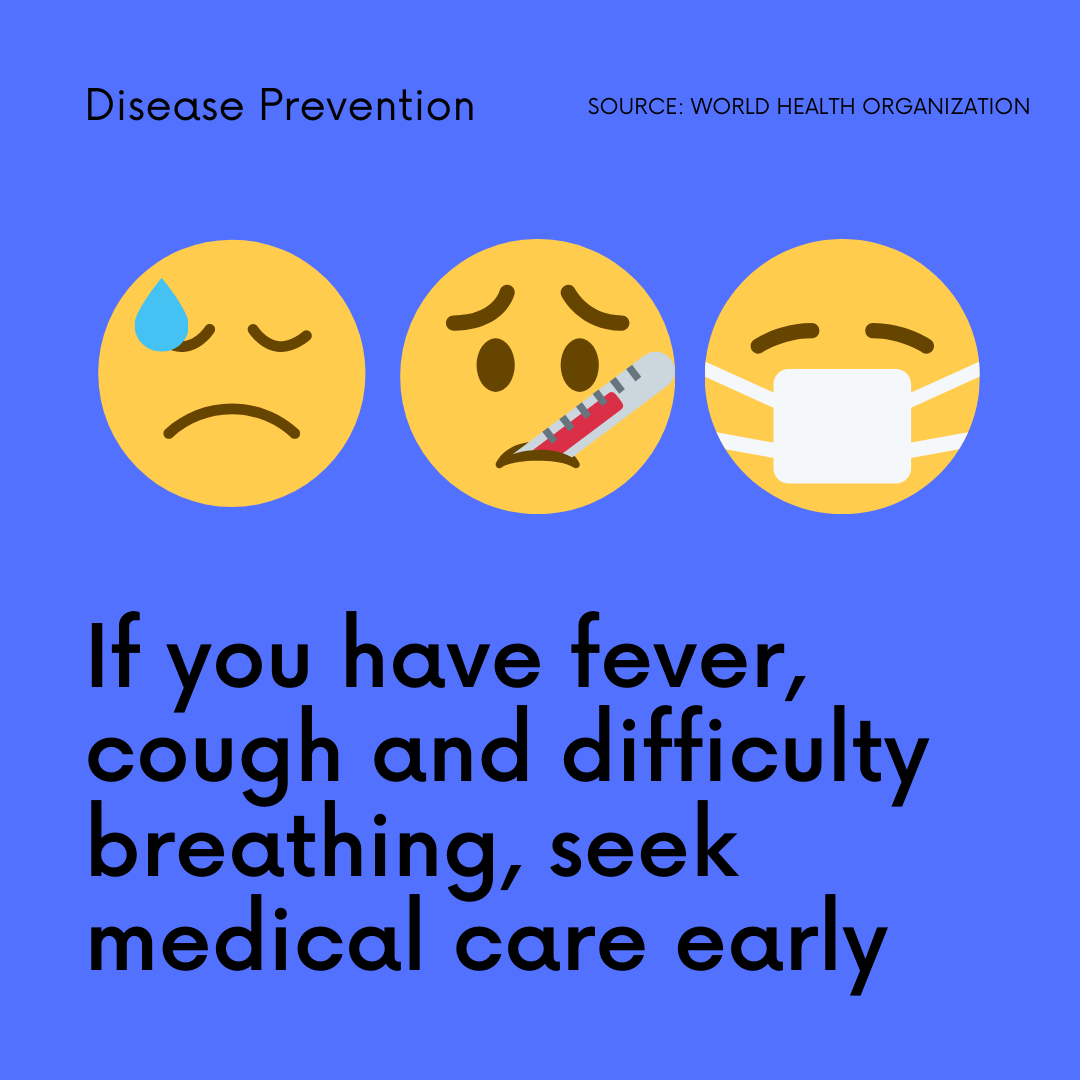 Disease Prevention
SOURCE: WORLD HEALTH ORGANIZATION
If you have fever,
cough and difficulty
breathing, seek
medical care early